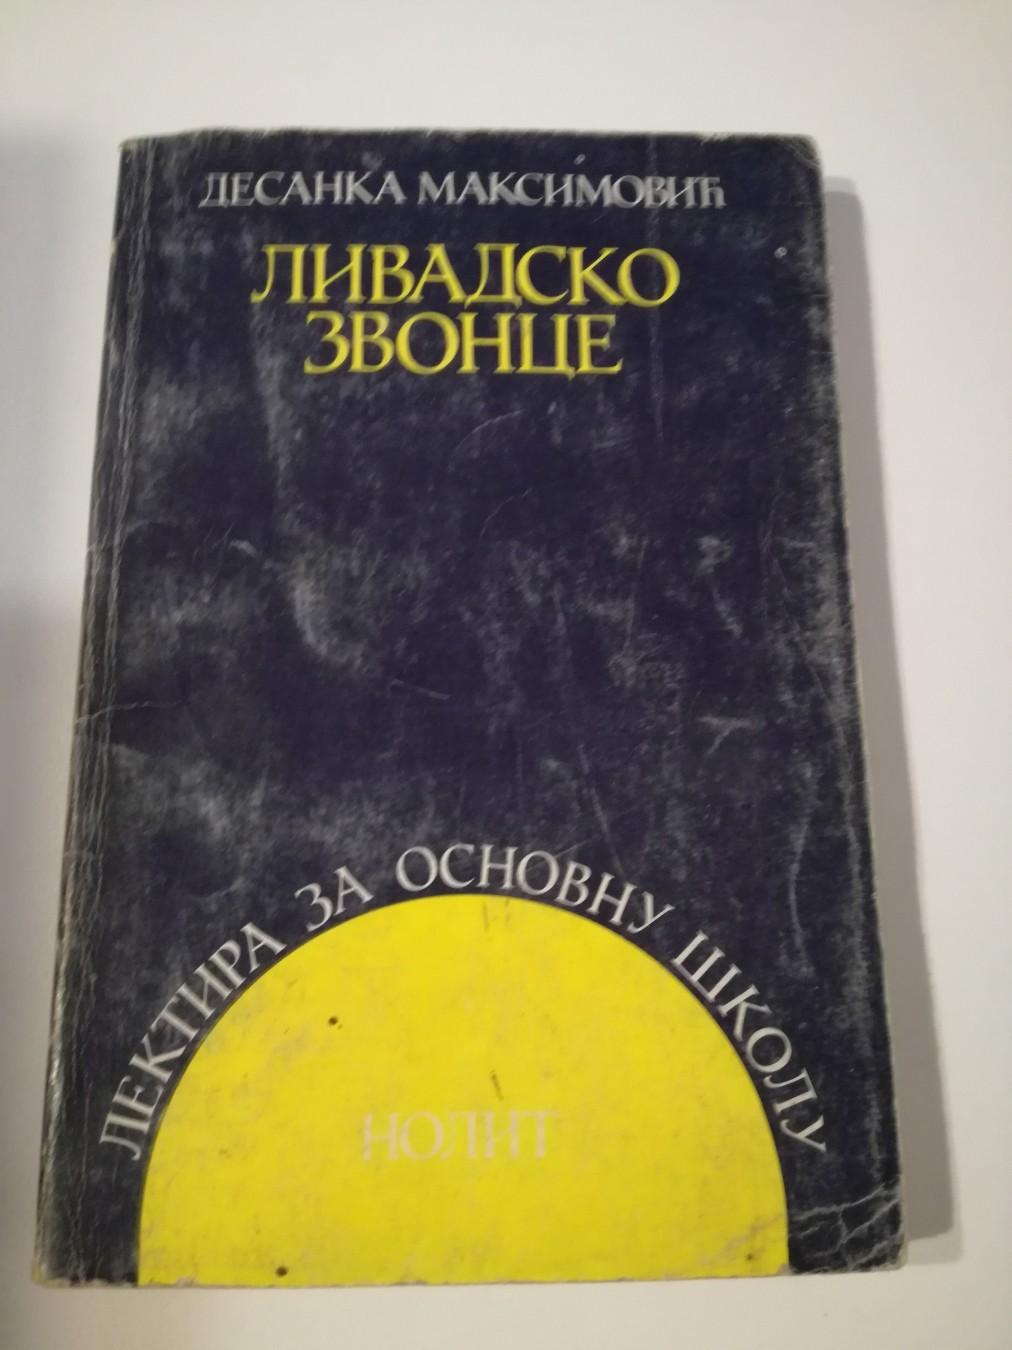 ДЕСАНКА МАКСИМОВИЋ
ЛИВАДСКО
ЗВОНЦЕ
ЛЕКТИРА ЗА ОСНОВНУ ШКОЛУ
НОЛИТ